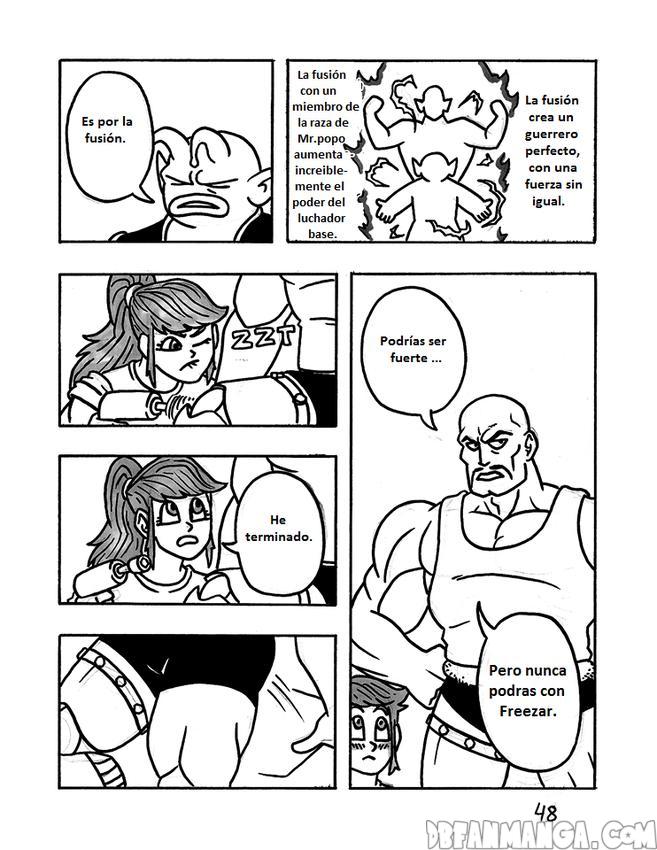 Es por la
fusión.
La fusión
con un
miembro de
la raza de
Mr.popo
aumenta
increible-
mente el
poder del
luchador
base.
La fusión
crea un
guerrero
perfecto,
con una
fuerza sin
igual.
ZZT
He
terminado.
Podrías ser
fuerte ...
Pero nunca
podras con
Freezar.
48
DBFANMANGA.COM